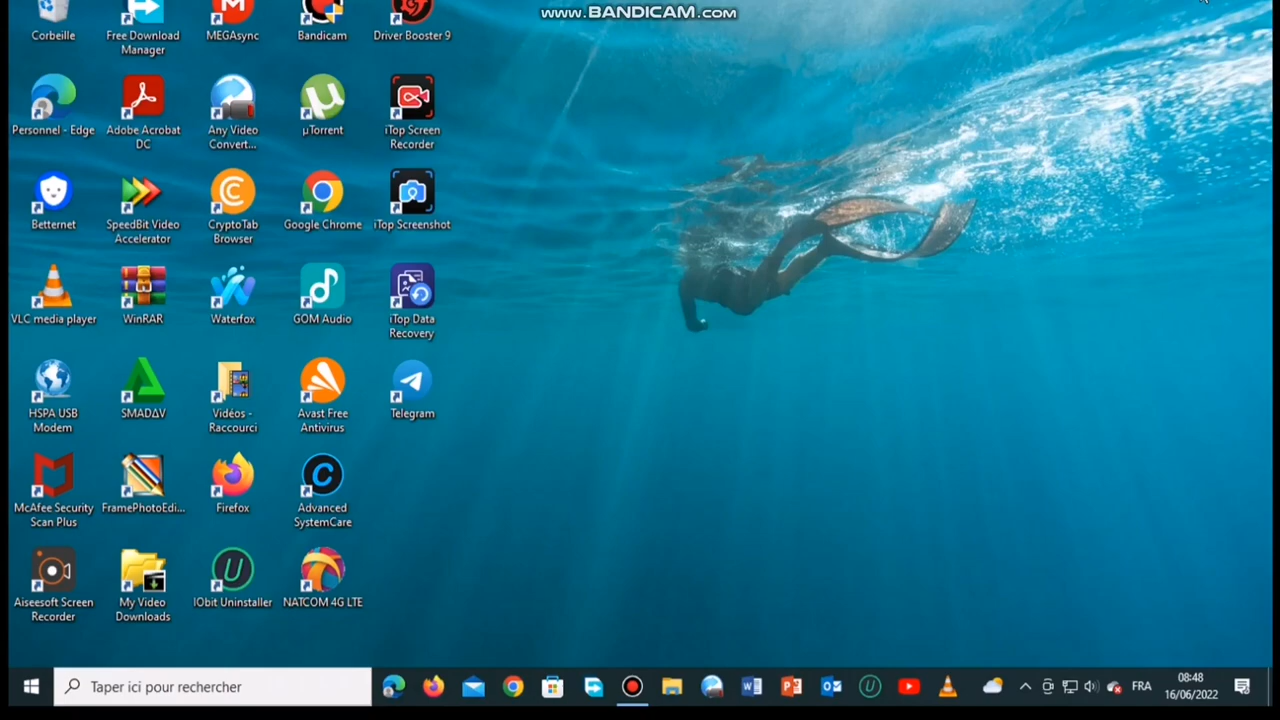 www.BANDICAM.com
Corbeille
Free Download
Manager
MEGAsync
Bandicam
Driver Booster 9
Personnel - Edge
Adobe Acrobat
DC
Any Video
Convert...
µTorrent
iTop Screen
Recorder
Betternet
SpeedBit Video
Accelerator
CryptoTab
Browser
Google Chrome
iTop Screenshot
VLC media player
WinRAR
Waterfox
GOM Audio
iTop Data
Recovery
HSPA USB
Modem
SMADΔV
Vidéos -
Raccourci
Avast Free
Antivirus
Telegram
McAfee Security
Scan Plus
FramePhotoEdi...
Firefox
Advanced
SystemCare
Aiseesoft Screen
Recorder
My Video
Downloads
IObit Uninstaller
NATCOM 4G LTE
Taper ici pour rechercher
FRA
08:48
16/06/2022